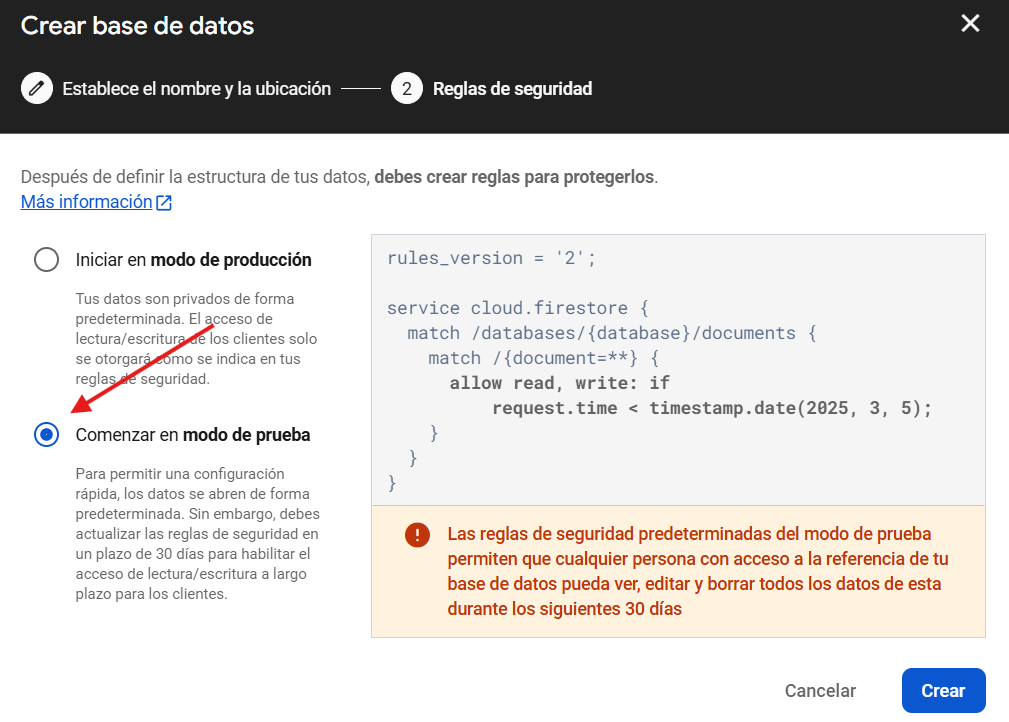 Crear base de datos
Establece el nombre y la ubicación
2 Reglas de seguridad
Después de definir la estructura de tus datos, debes crear reglas para protegerlos.
Más información
Iniciar en modo de producción
Tus datos son privados de forma
predeterminada. El acceso de
lectura/escritura de los clientes solo
se otorgará como se indica en tus
reglas de seguridad.
Comenzar en modo de prueba
Para permitir una configuración
rápida, los datos se abren de forma
predeterminada. Sin embargo, debes
actualizar las reglas de seguridad en
un plazo de 30 días para habilitar el
acceso de lectura/escritura a largo
plazo para los clientes.
rules_version = '2';
service cloud.firestore {
match /databases/{database}/documents {
match /{document=**} {
allow read, write: if
request.time < timestamp.date(2025, 3, 5);
}
}
}
Las reglas de seguridad predeterminadas del modo de prueba
permiten que cualquier persona con acceso a la referencia de tu
base de datos pueda ver, editar y borrar todos los datos de esta
durante los siguientes 30 días
Cancelar
Crear